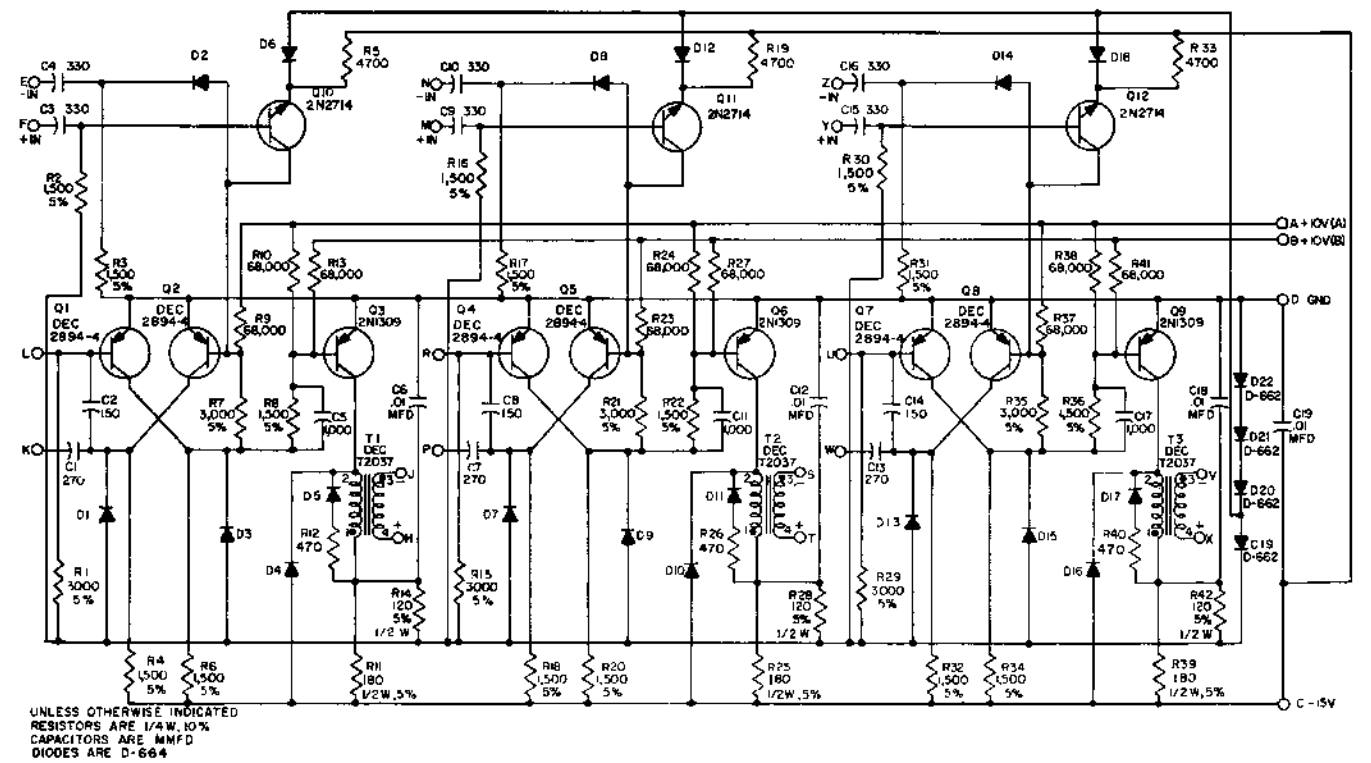 D6
R5
4700
D12
R19
4700
D18
R33
4700
C4 330
D2
C10 330
D8
C16 330
D14
E
-IN
C3 330
F
+IN
Q10
2N2714
N
-IN
C9 330
M
+IN
Q11
2N2714
Z
-IN
C15 330
Y
+IN
Q12
2N2714
R2
1,500
5%
R16
1,500
5%
R30
1,500
5%
A +10V(A)
B +10V(B)
R3
1,500
5%
R10
68,000
R13
68,000
R17
1,500
5%
R24
68,000
R27
68,000
R31
1,500
5%
R38
68,000
R41
68,000
D GND
Q1
DEC
2894-4
Q2
DEC
2894-4
R9
68,000
Q3
2N1309
Q4
DEC
2894-4
Q5
DEC
2894-4
R23
68,000
Q6
2N1309
Q7
DEC
2894-4
Q8
DEC
2894-4
R37
68,000
Q9
2N1309
L
R
U
C2
150
R7
3,000
5%
R8
1,500
5%
C5
1,000
C6
.01
MFD
C8
150
R21
3,000
5%
R22
1,500
5%
C11
1,000
C12
.01
MFD
C14
150
R35
3,000
5%
R36
1,500
5%
C17
1,000
C18
.01
MFD
D22
D-662
D21
D-662
D20
D-662
C19
D-662
C19
.01
MFD
K
C1
270
P
C7
270
W
C13
270
T1
DEC
T2037
2
3
J
1
4
+
H
T2
DEC
T2037
2
3
S
1
4
+
T
T3
DEC
T2037
2
3
V
1
4
+
X
D1
D3
D5
R12
470
D4
D7
D9
D11
R26
470
D10
D13
D15
D17
R40
470
D16
R1
3000
5%
R14
120
5%
1/2 W
R15
3000
5%
R28
120
5%
1/2 W
R29
3000
5%
R42
120
5%
1/2 W
R4
1,500
5%
R6
1,500
5%
R11
180
1/2W, 5%
R18
1,500
5%
R20
1,500
5%
R25
180
1/2W, 5%
R32
1,500
5%
R34
1,500
5%
R39
180
1/2W, 5%
C -15V
UNLESS OTHERWISE INDICATED
RESISTORS ARE 1/4W, 10%
CAPACITORS ARE MMFD
DIODES ARE D-664